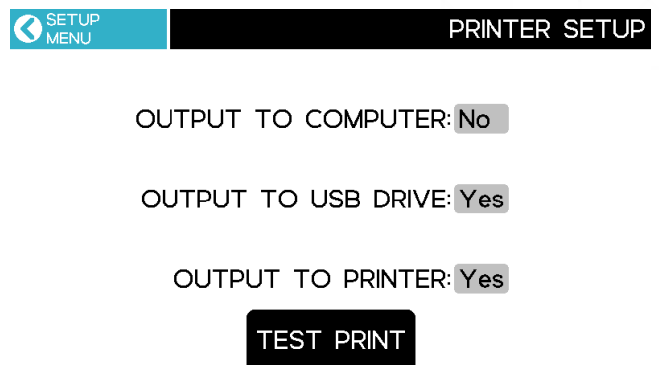 SETUP
MENU
PRINTER SETUP
OUTPUT TO COMPUTER: No
OUTPUT TO USB DRIVE: Yes
OUTPUT TO PRINTER: Yes
TEST PRINT